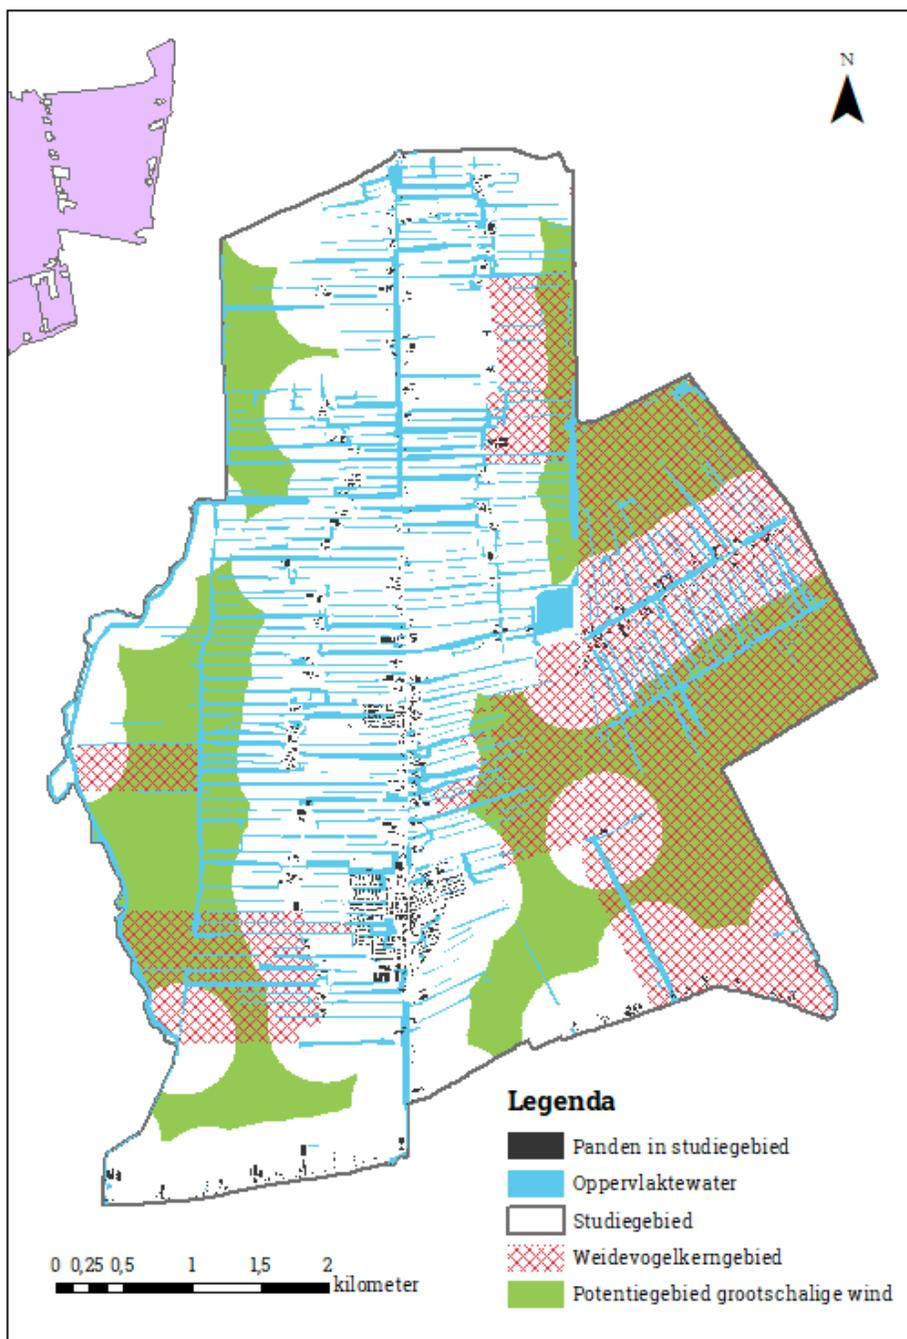 N
Legenda
Panden in studiegebied
Oppervlaktewater
Studiegebied
Weidevogelkerngebied
Potentiegebied grootschalige wind
0 0,25 0,5 1 1,5 2
kilometer